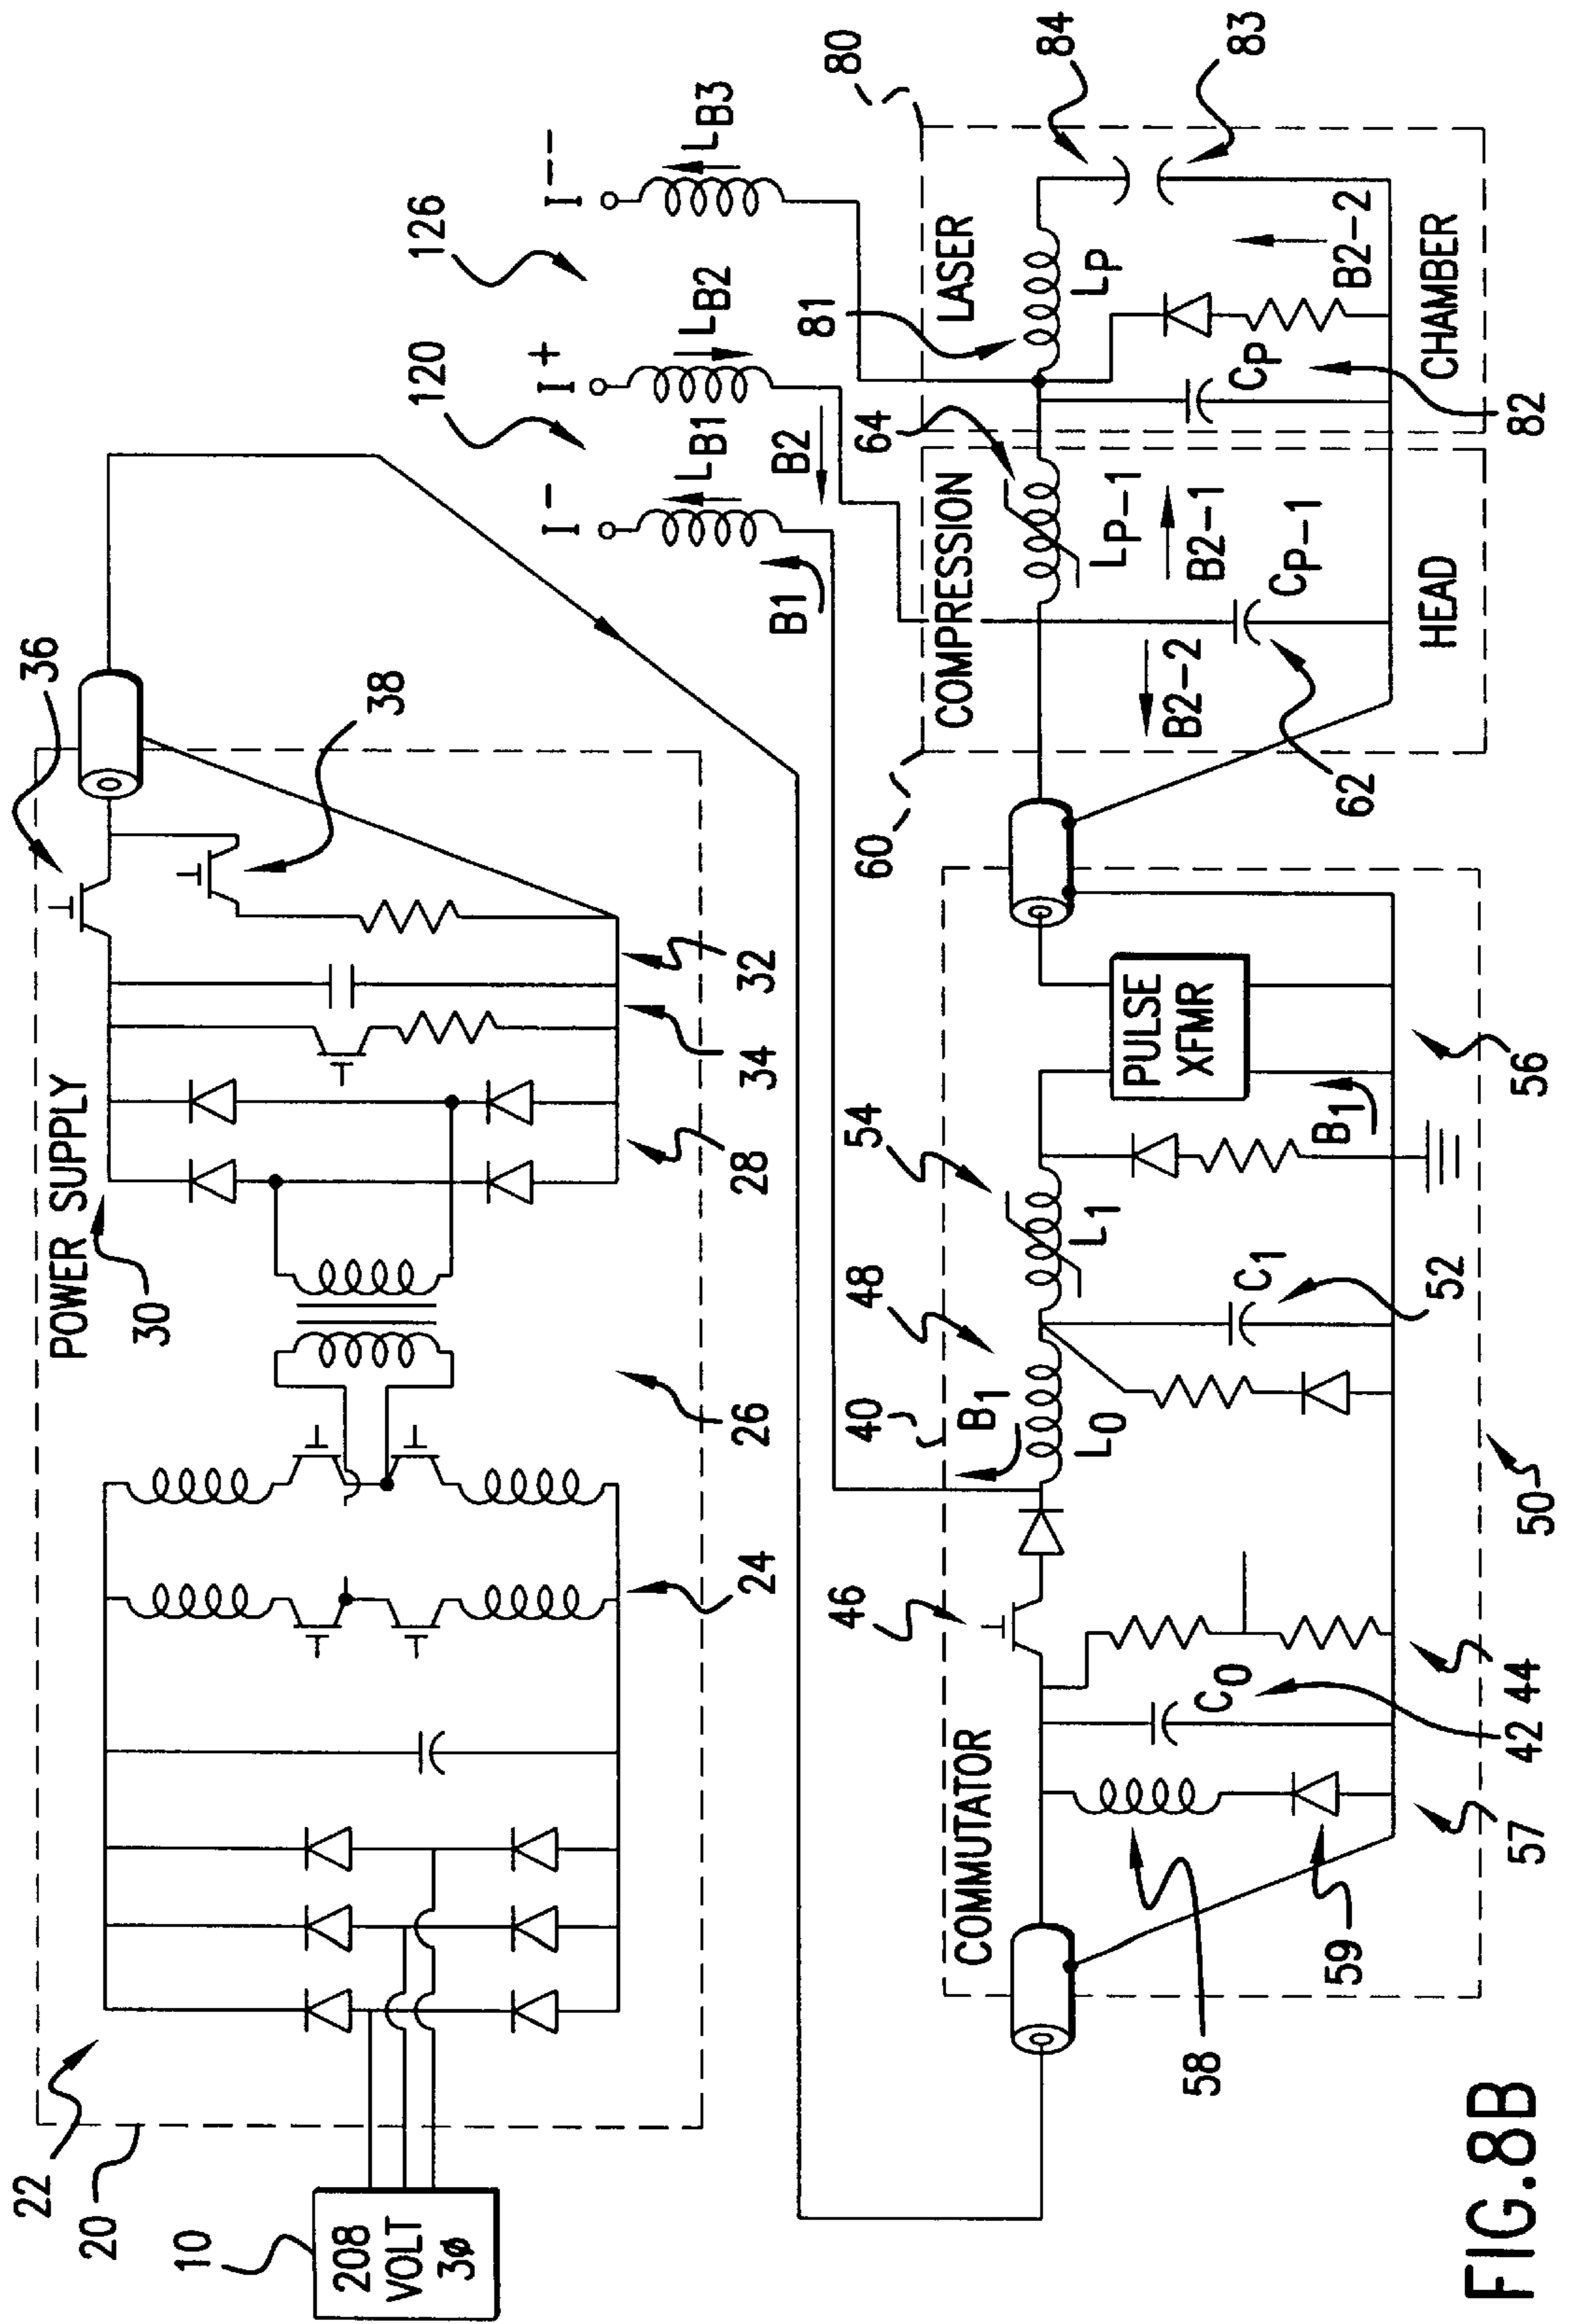 POWER SUPPLY
22
20
10
208
VOLT
3ø
30
24
26
28
34
32
36
38
120
126
I-
I+
I--
LB1
LB2
LB3
B1
B2
COMMUTATOR
40
46
48
54
B1
L0
L1
C0
C1
B1
PULSE
XFMR
58
59
57
42
44
50
52
56
60
COMPRESSION
HEAD
64
LP-1
B2-1
B2-2
CP-1
62
80
LASER
CHAMBER
81
LP
CP
82
84
83
B2-2
FIG.8B